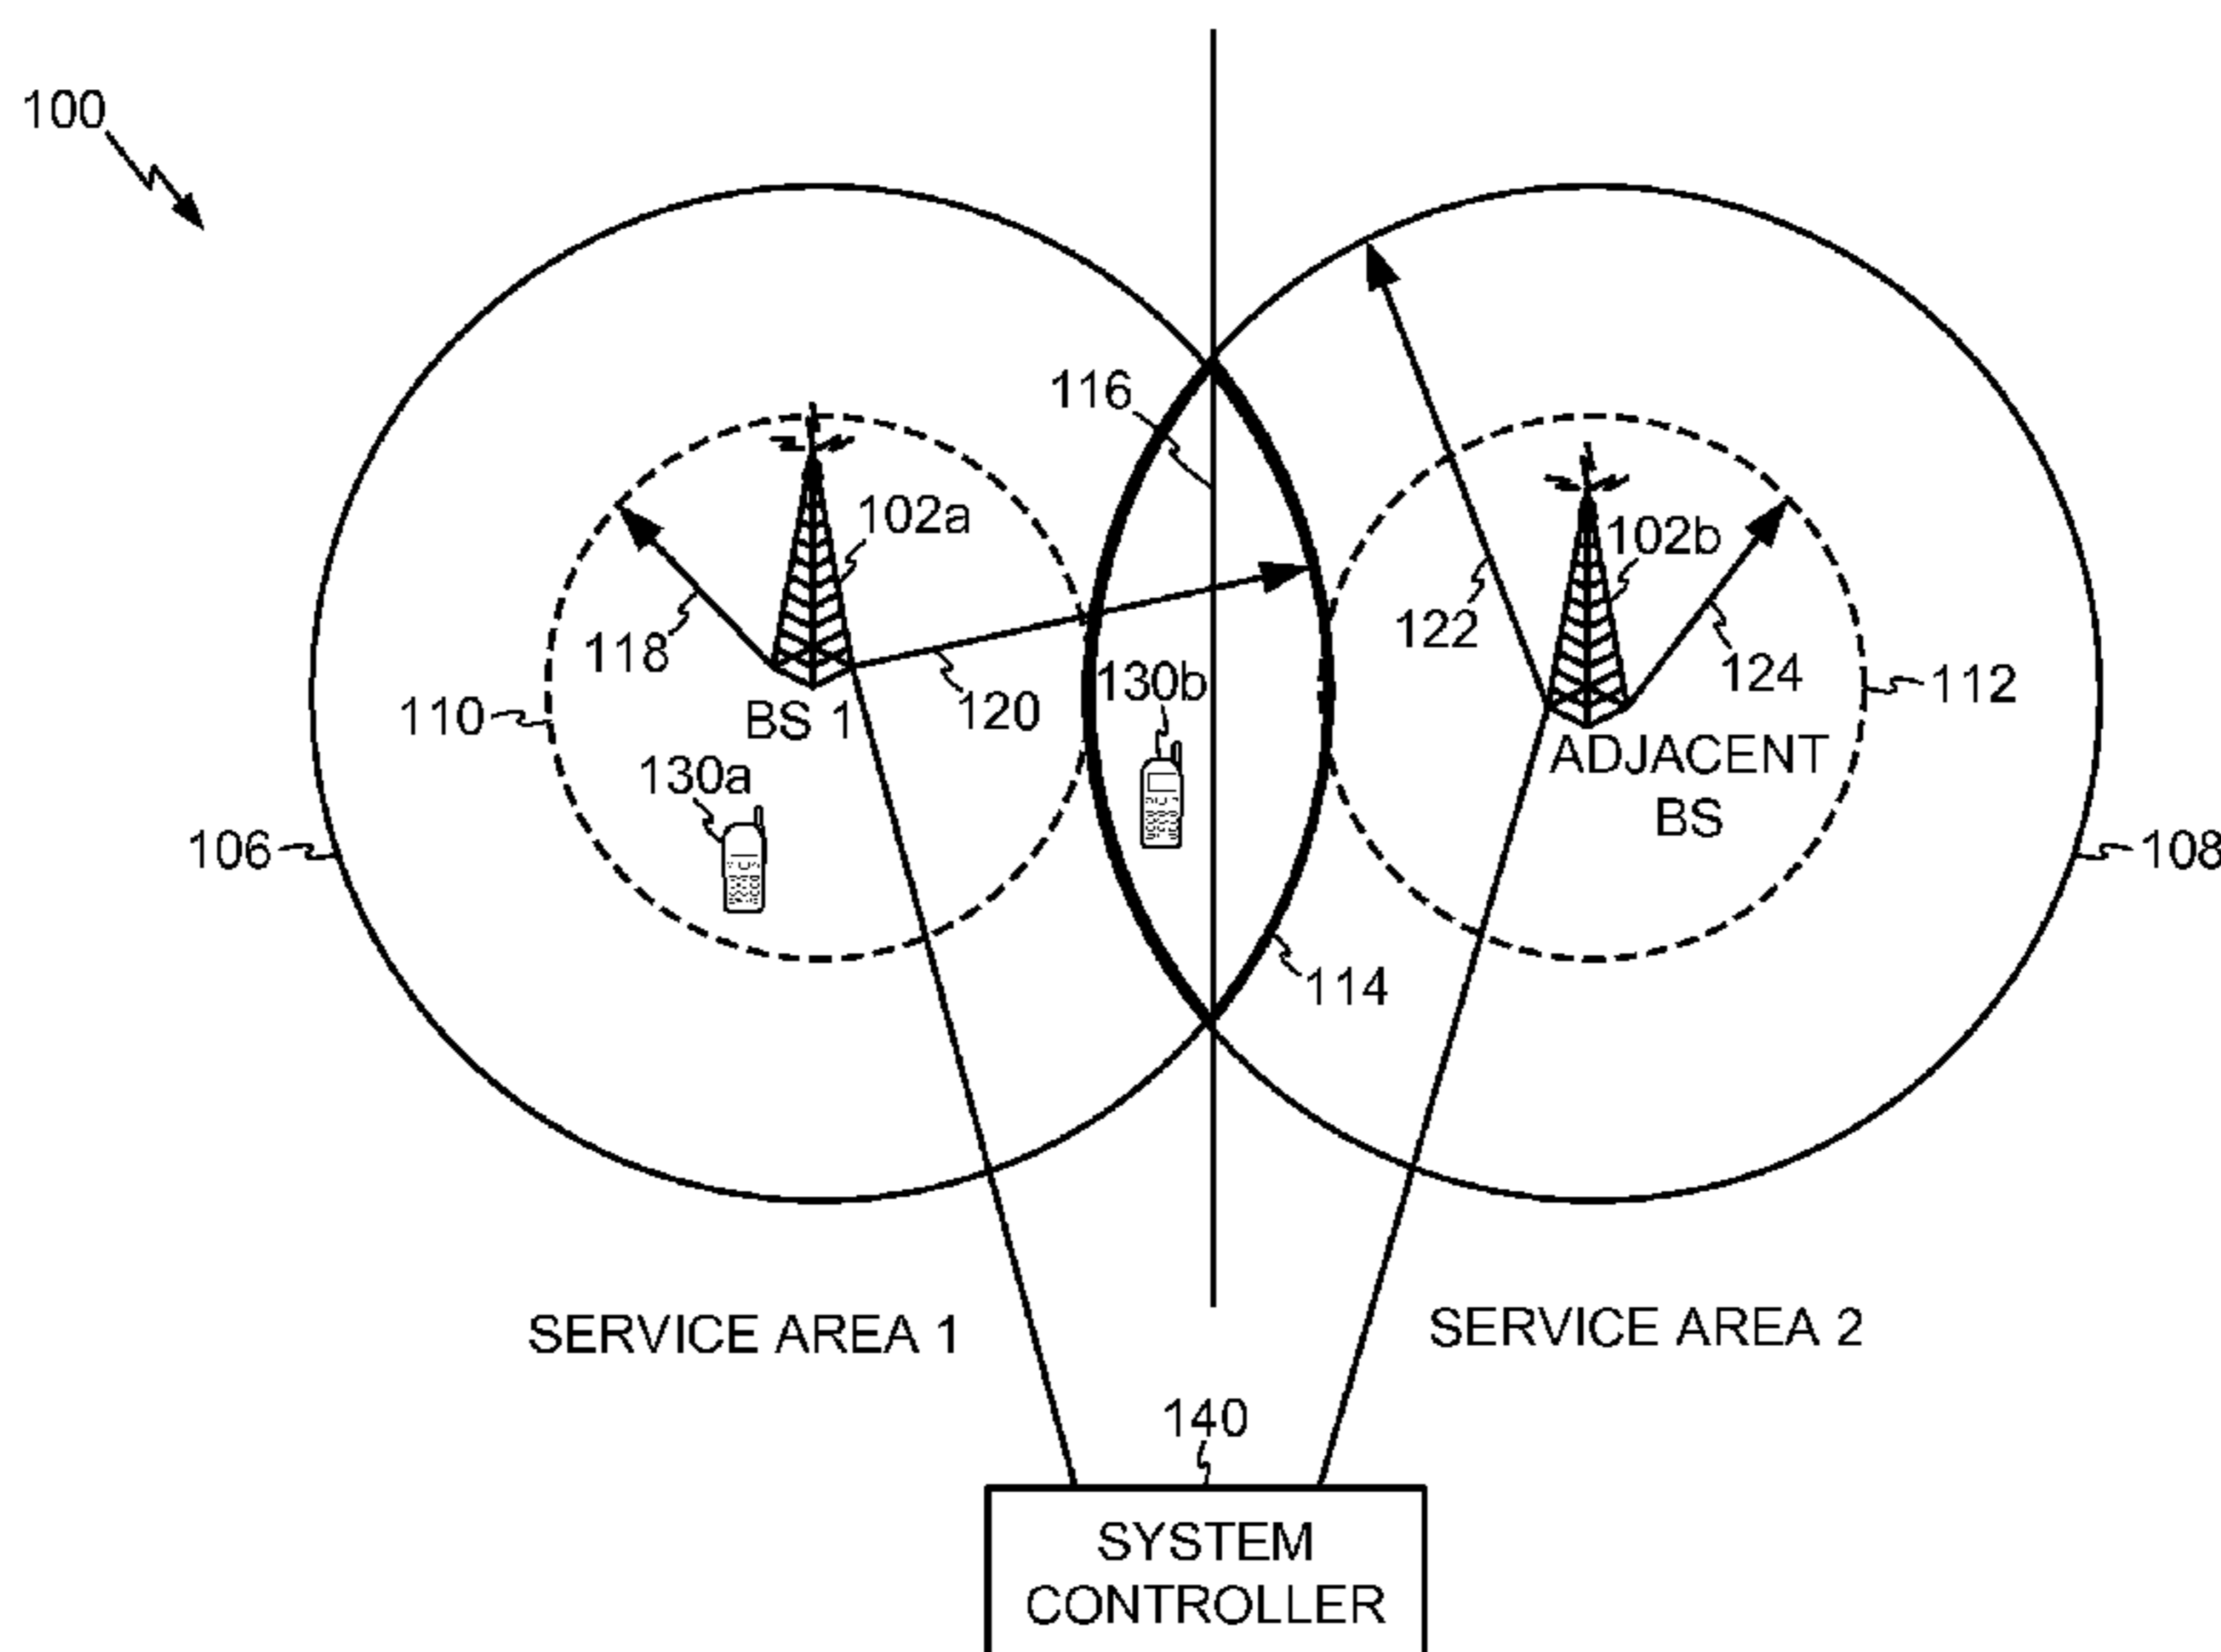 100
116
102a
102b
118
122
124
130b
110
BS 1
120
112
130a
ADJACENT
BS
106
108
114
SERVICE AREA 1
SERVICE AREA 2
140
SYSTEM
CONTROLLER